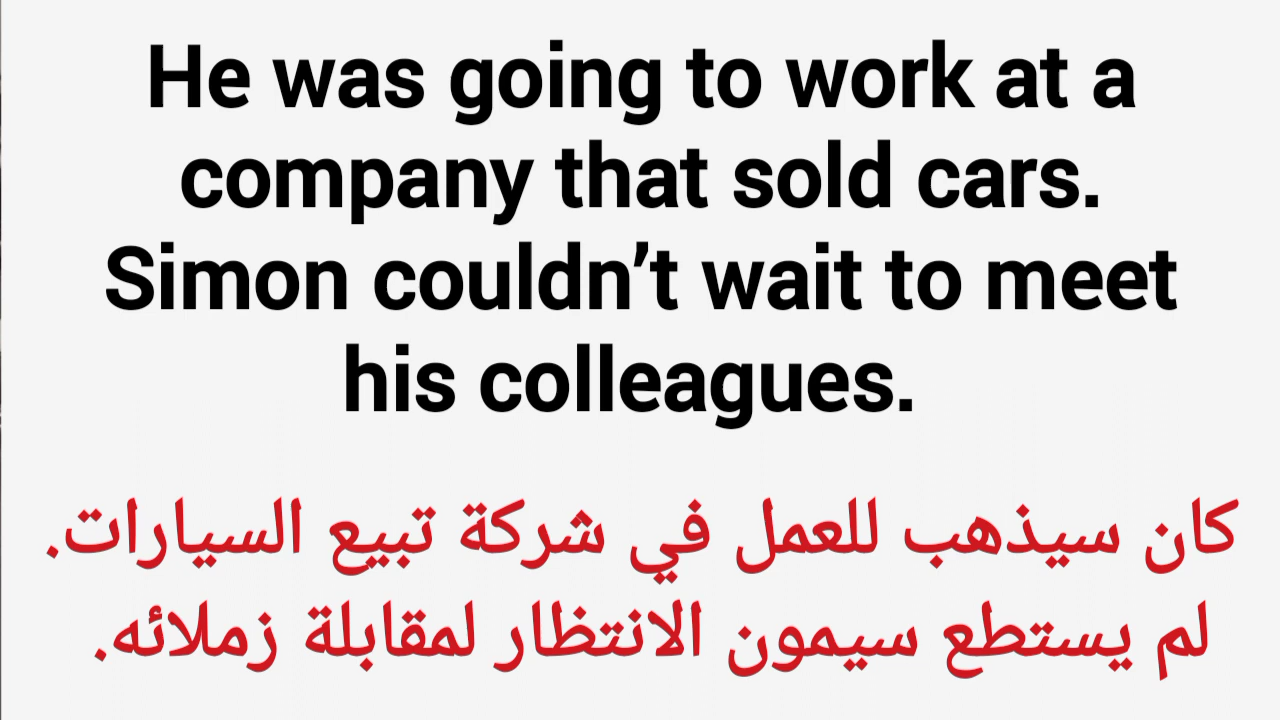 He was going to work at a
company that sold cars.
Simon couldn’t wait to meet
his colleagues.
كان سيذهب للعمل في شركة تبيع السيارات.
لم يستطع سيمون الانتظار لمقابلة زملائه.